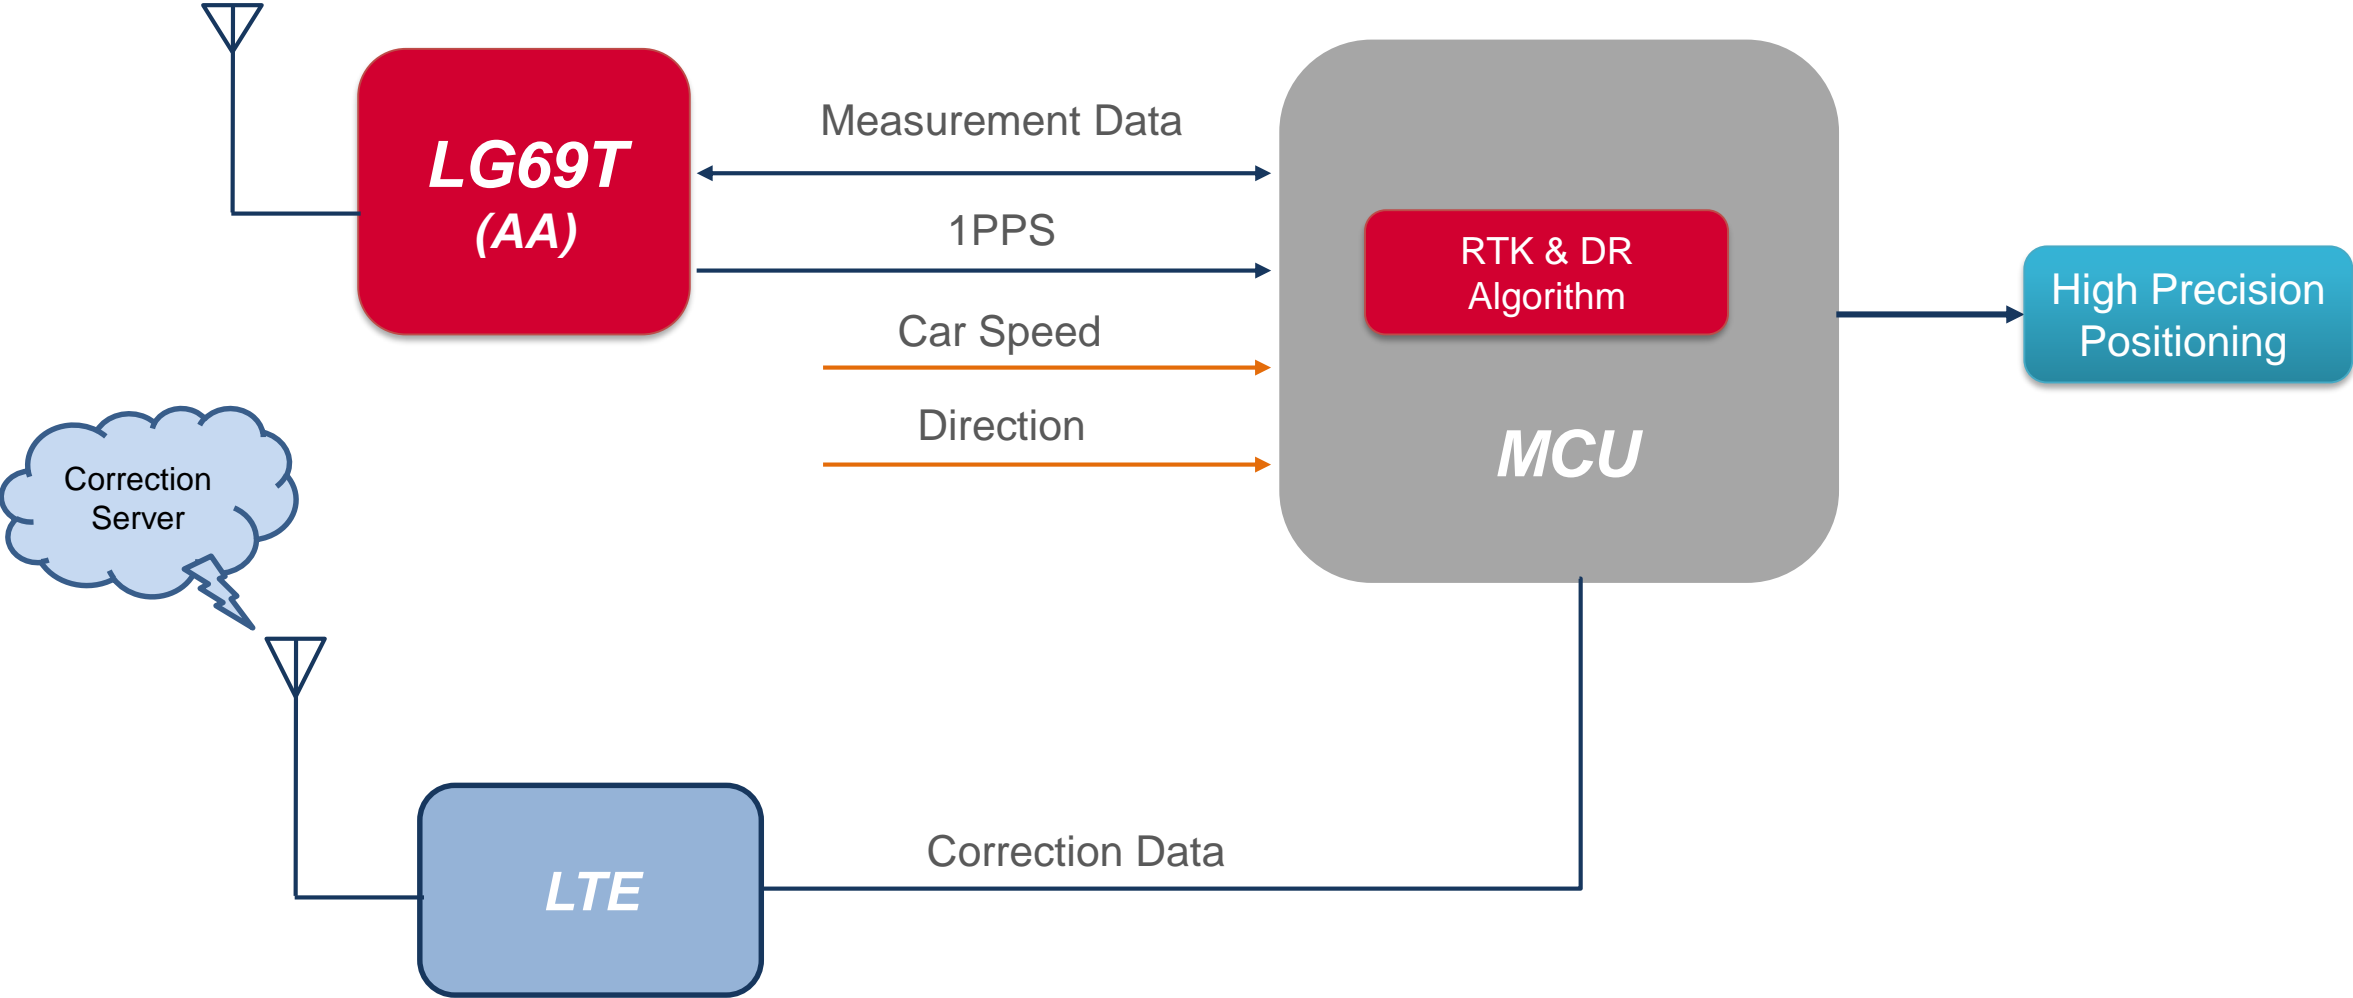 LG69T
(AA)
Measurement Data
1PPS
Car Speed
Direction
RTK & DR
Algorithm
MCU
High Precision
Positioning
Correction
Server
LTE
Correction Data